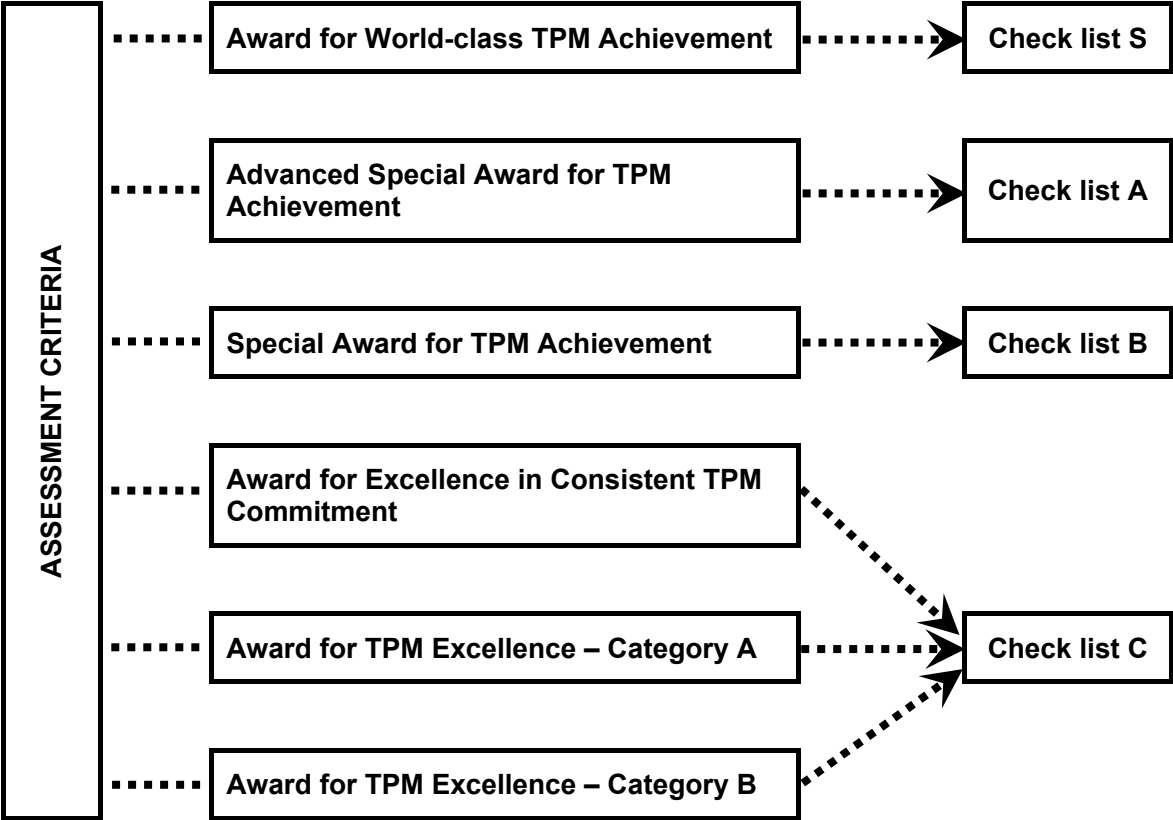 ASSESSMENT CRITERIA
Award for World-class TPM Achievement
Check list S
Advanced Special Award for TPM
Achievement
Check list A
Special Award for TPM Achievement
Check list B
Award for Excellence in Consistent TPM
Commitment
Award for TPM Excellence – Category A
Check list C
Award for TPM Excellence – Category B